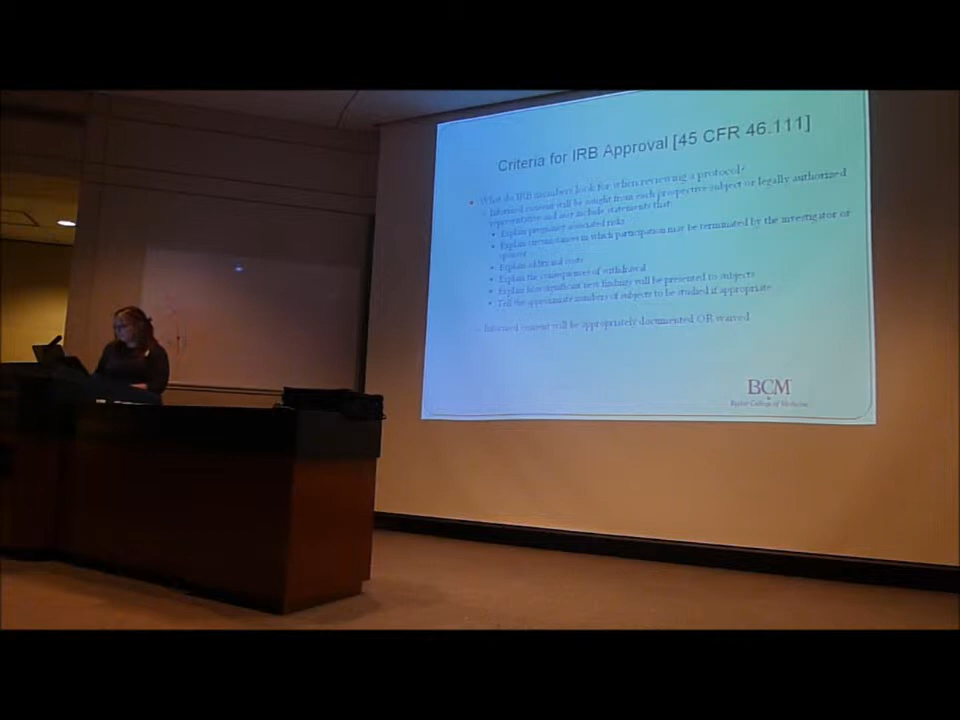 Criteria for IRB Approval [45 CFR 46.111]
What do IRB members look for when reviewing a protocol?
Informed consent will be sought from each prospective subject or legally authorized
representative and must include statements that:
Explain pregnancy associated risks
Explain circumstances in which participation may be terminated by the investigator or
sponsor
Explain additional costs
Explain the consequences of withdrawal
Explain how significant new findings will be presented to subjects
Tell the approximate numbers of subjects to be studied if appropriate
Informed consent will be appropriately documented OR waived
BCM
Baylor College of Medicine